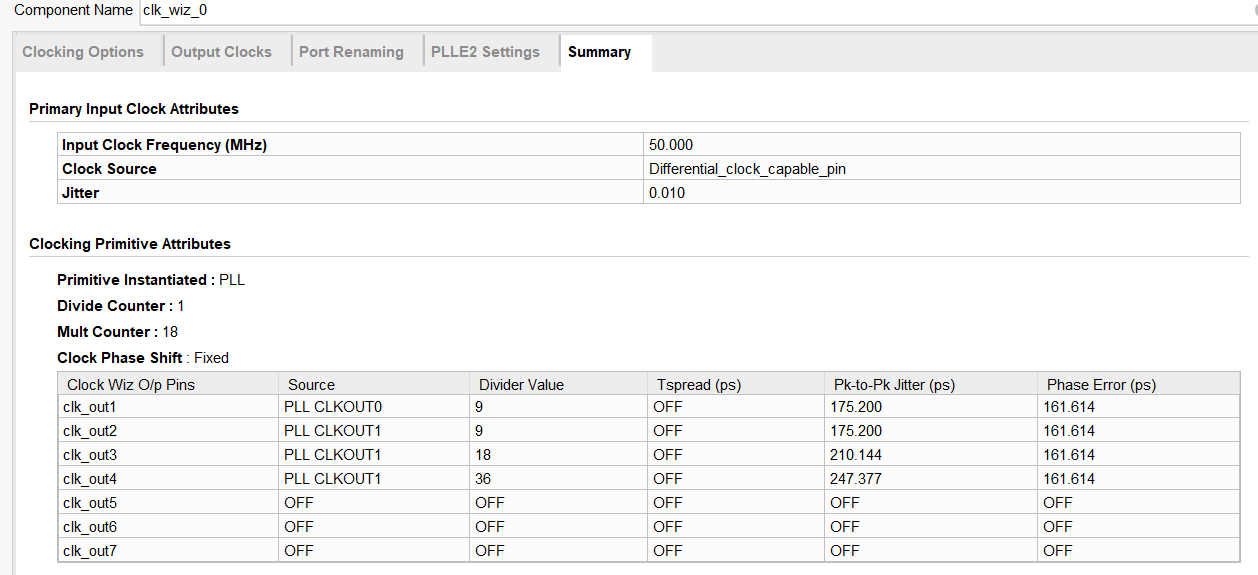 Component Name clk_wiz_0
Clocking Options Output Clocks Port Renaming PLLE2 Settings Summary
Primary Input Clock Attributes
Input Clock Frequency (MHz) 50.000
Clock Source Differential_clock_capable_pin
Jitter 0.010
Clocking Primitive Attributes
Primitive Instantiated : PLL
Divide Counter : 1
Mult Counter : 18
Clock Phase Shift : Fixed
Clock Wiz O/p Pins Source Divider Value Tspread (ps) Pk-to-Pk Jitter (ps) Phase Error (ps)
clk_out1 PLL CLKOUT0 9 OFF 175.200 161.614
clk_out2 PLL CLKOUT1 9 OFF 175.200 161.614
clk_out3 PLL CLKOUT1 18 OFF 210.144 161.614
clk_out4 PLL CLKOUT1 36 OFF 247.377 161.614
clk_out5 OFF OFF OFF OFF OFF
clk_out6 OFF OFF OFF OFF OFF
clk_out7 OFF OFF OFF OFF OFF